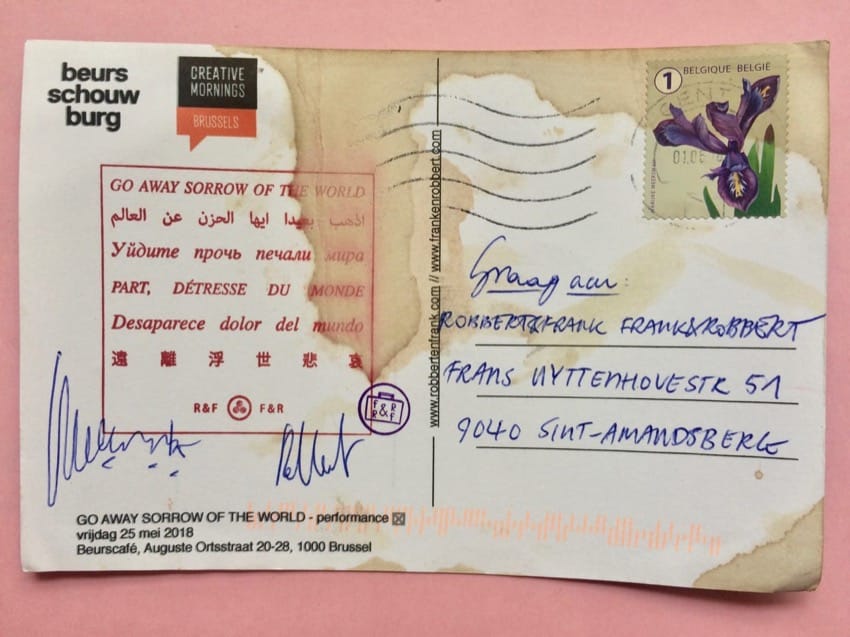 beurs
schouw
burg
CREATIVE
MORNINGS
BRUSSELS
GO AWAY SORROW OF THE WORLD
اذهب بعيدا ايها الحزن عن العالم
Уйдите прочь печали мира
PART, DÉTRESSE DU MONDE
Desaparece dolor del mundo
遠 離 浮 世 悲 哀
R&F F&R
F&R
R&F
GO AWAY SORROW OF THE WORLD - performance
vrijdag 25 mei 2018
Beurscafé, Auguste Ortsstraat 20-28, 1000 Brussel
www.robbertenfrank.com // www.frankenrobbert.com
1 BELGIQUE BELGIË
GENT
Graag aan:
ROBBERT&FRANK FRANK&ROBBERT
FRANS UYTTENHOVESTR 51
9040 SINT-AMANDSBERG